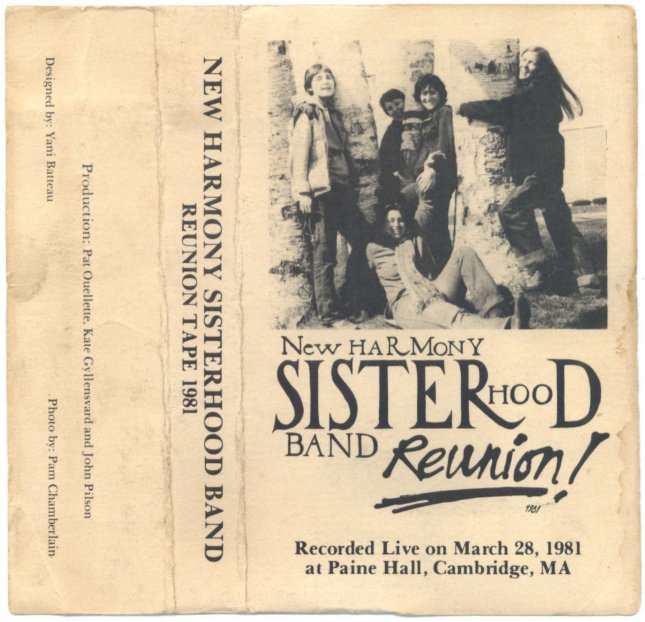 Designed by: Yani Batteau
Photo by: Pam Chamberlain
Production: Pat Ouellette, Kate Gyllensvard and John Pilson
NEW HARMONY SISTERHOOD BAND
REUNION TAPE 1981
NeW HARMONY
SISTERHOOD
BAND Reunion!
1981
Recorded Live on March 28, 1981
at Paine Hall, Cambridge, MA